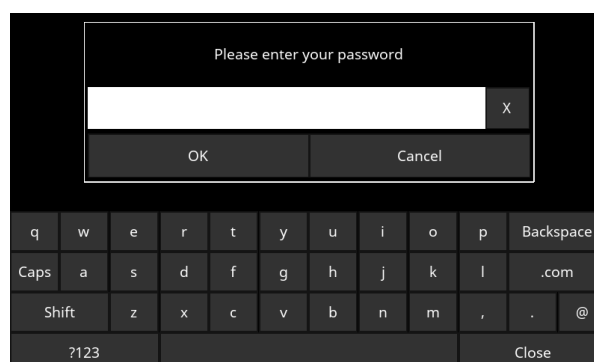 Please enter your password
X
OK Cancel
q w e r t y u i o p Backspace
Caps a s d f g h j k l .com
Shift z x c v b n m , . @
?123 Close